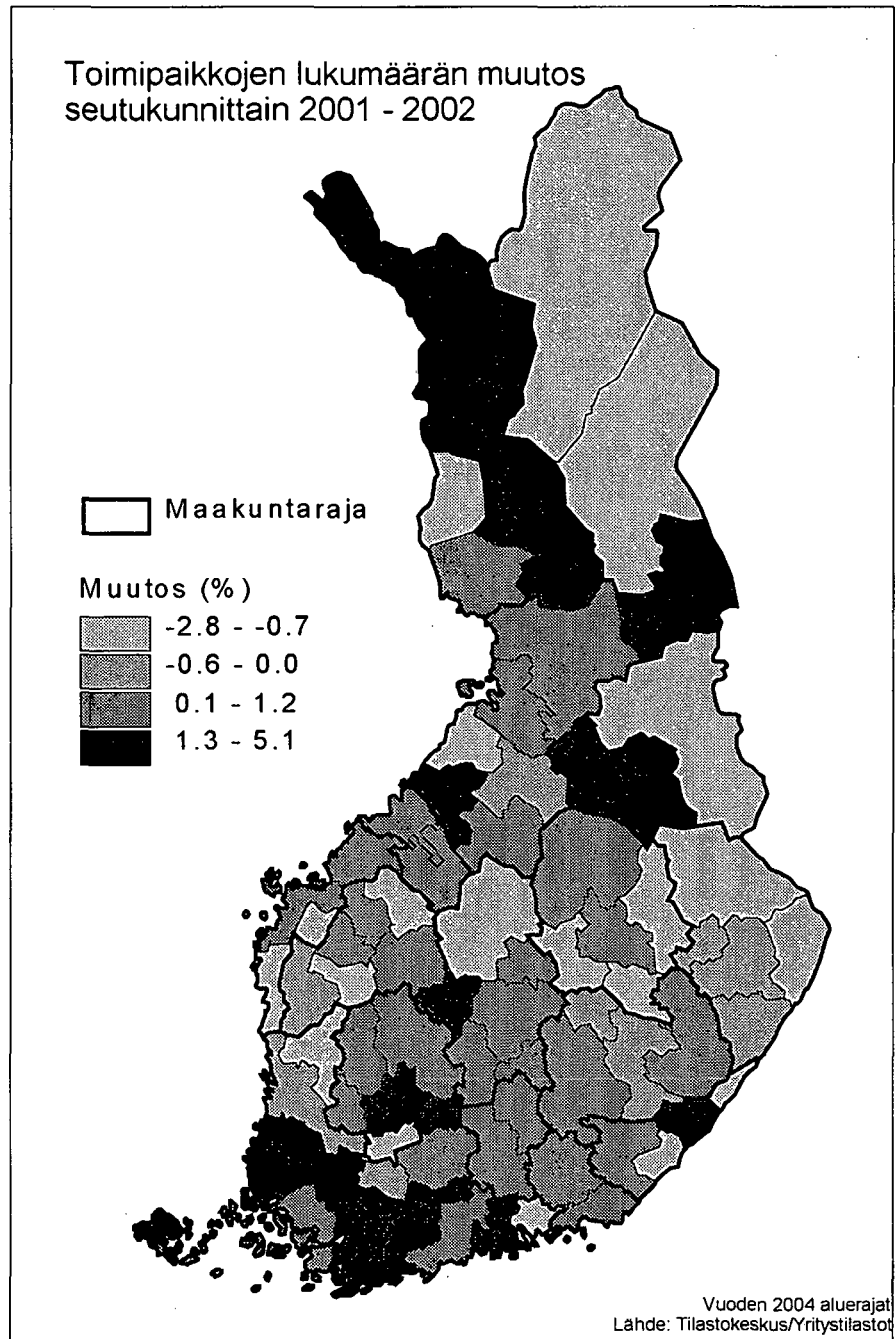 Toimipaikkojen lukumäärän muutos
seutukunnittain 2001 - 2002
Maakuntaraja
Muutos (%)
-2.8 - -0.7
-0.6 - 0.0
0.1 - 1.2
1.3 - 5.1
Vuoden 2004 aluerajat
Lähde: Tilastokeskus/Yritystilastot